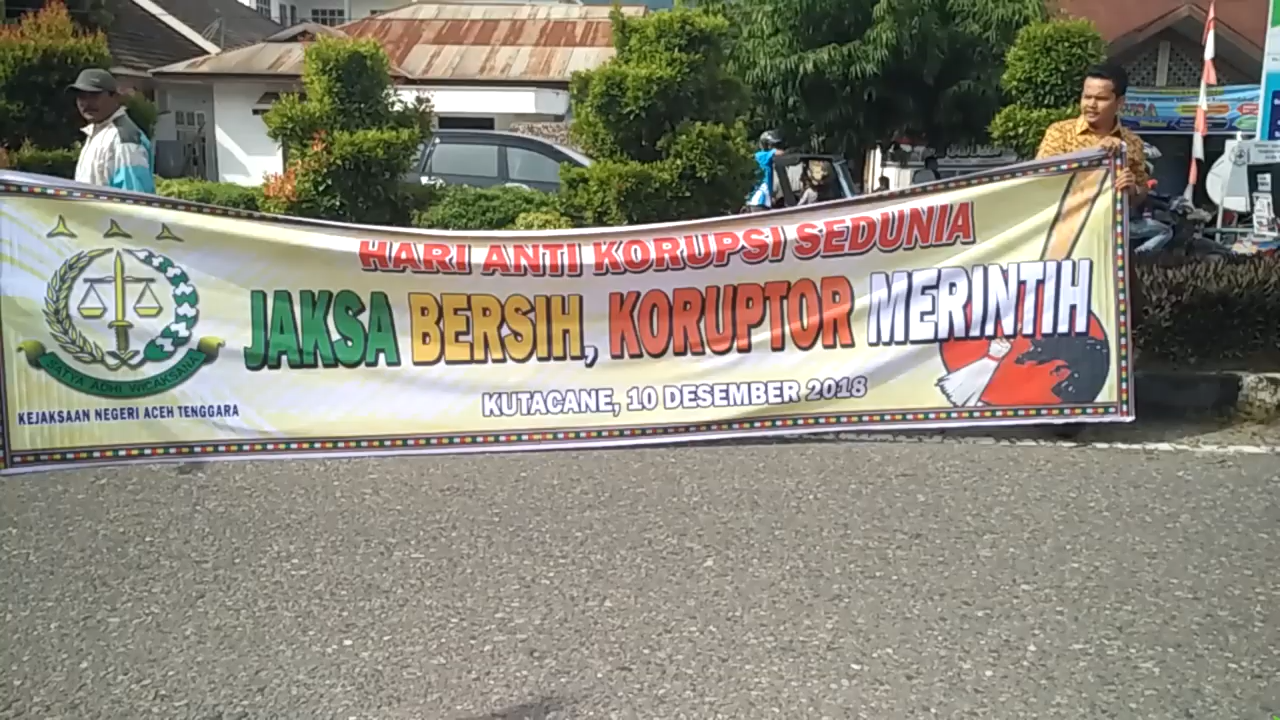 HARI ANTI KORUPSI SEDUNIA
JAKSA BERSIH, KORUPTOR MERINTIH
KUTACANE, 10 DESEMBER 2018
SATYA ADHI WICAKSANA
KEJAKSAAN NEGERI ACEH TENGGARA